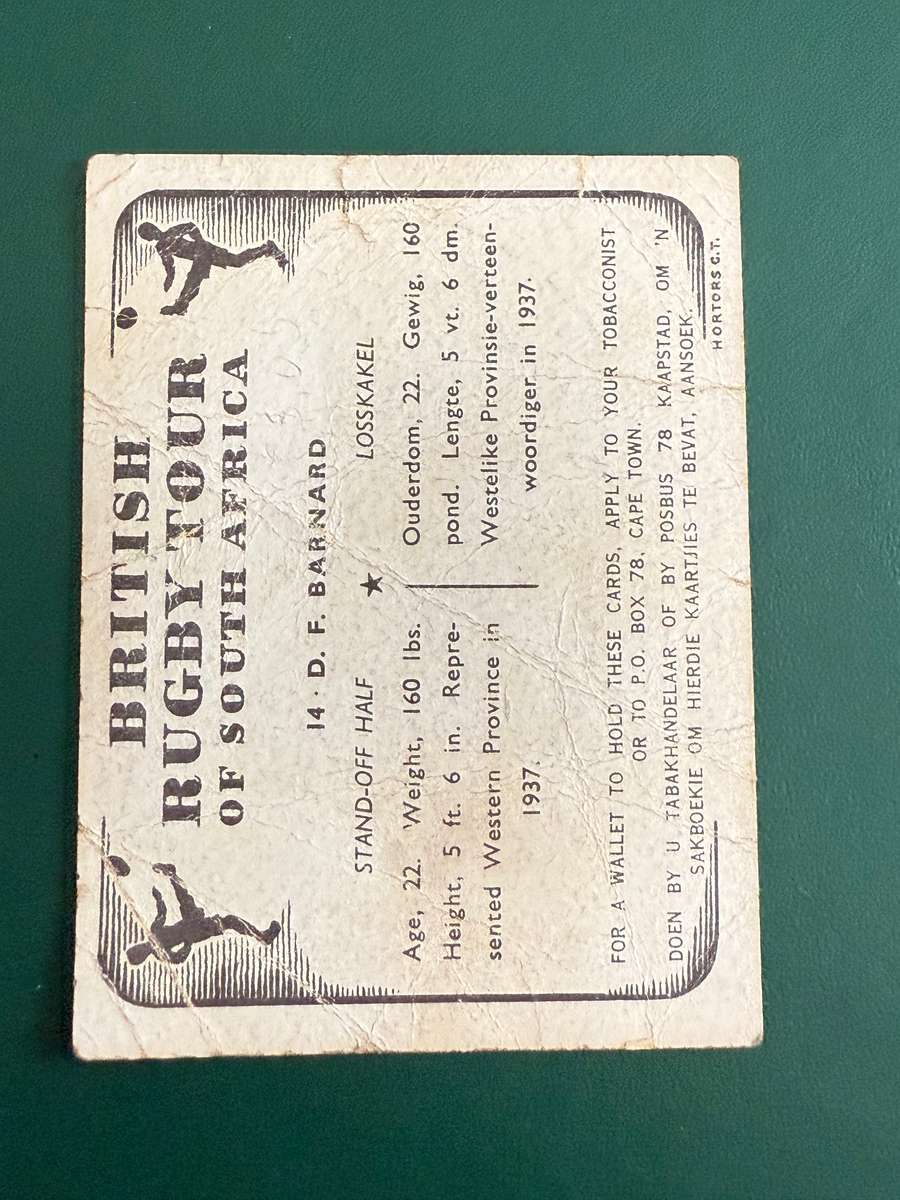 BRITISH
RUGBY TOUR
OF SOUTH AFRICA
14 · D. F. BARNARD
STAND-OFF HALF ★ LOSSKAKEL
Age, 22. Weight, 160 lbs.
Height, 5 ft. 6 in. Repre-
sented Western Province in
1937.
Ouderdom, 22. Gewig, 160
pond. Lengte, 5 vt. 6 dm.
Westelike Provinsie-verteen-
woordiger in 1937.
FOR A WALLET TO HOLD THESE CARDS, APPLY TO YOUR TOBACCONIST
OR TO P.O. BOX 78, CAPE TOWN.
DOEN BY U TABAKHANDELAAR OF BY POSBUS 78 KAAPSTAD, OM 'N
SAKBOEKIE OM HIERDIE KAARTJIES TE BEVAT, AANSOEK.
HORTORS C.T.